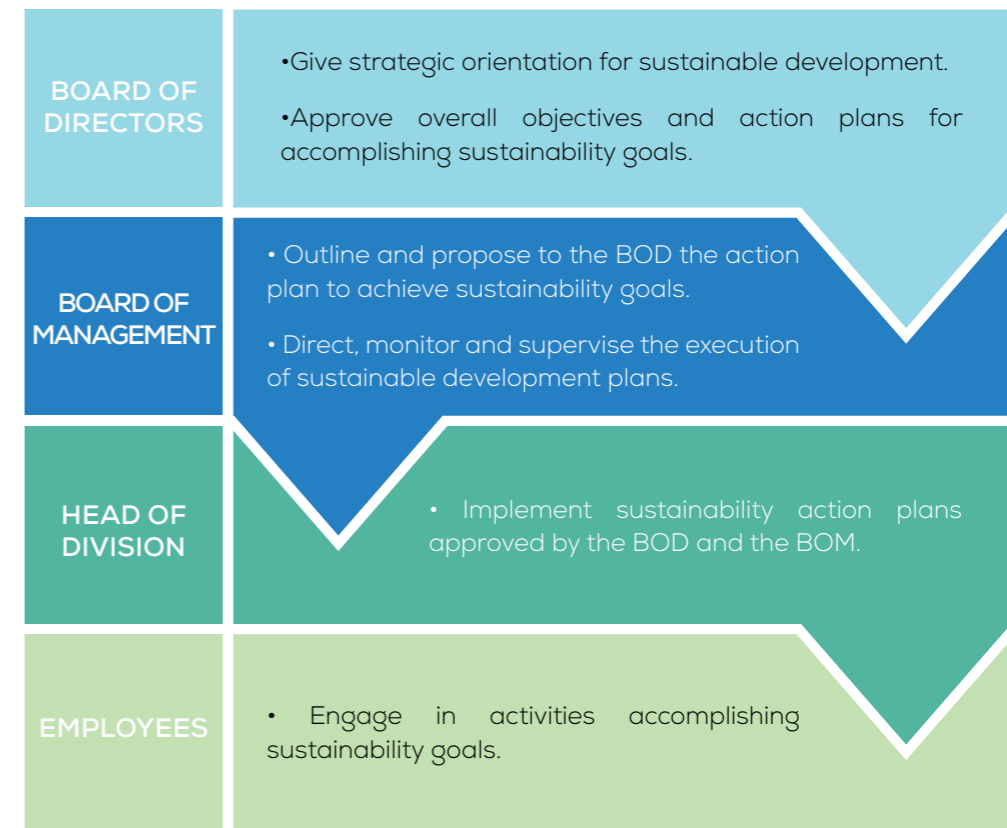 BOARD OF
DIRECTORS
•Give strategic orientation for sustainable development.
•Approve overall objectives and action plans for
accomplishing sustainability goals.
BOARD OF
MANAGEMENT
• Outline and propose to the BOD the action
plan to achieve sustainability goals.
• Direct, monitor and supervise the execution
of sustainable development plans.
HEAD OF
DIVISION
• Implement sustainability action plans
approved by the BOD and the BOM.
EMPLOYEES
• Engage in activities accomplishing
sustainability goals.